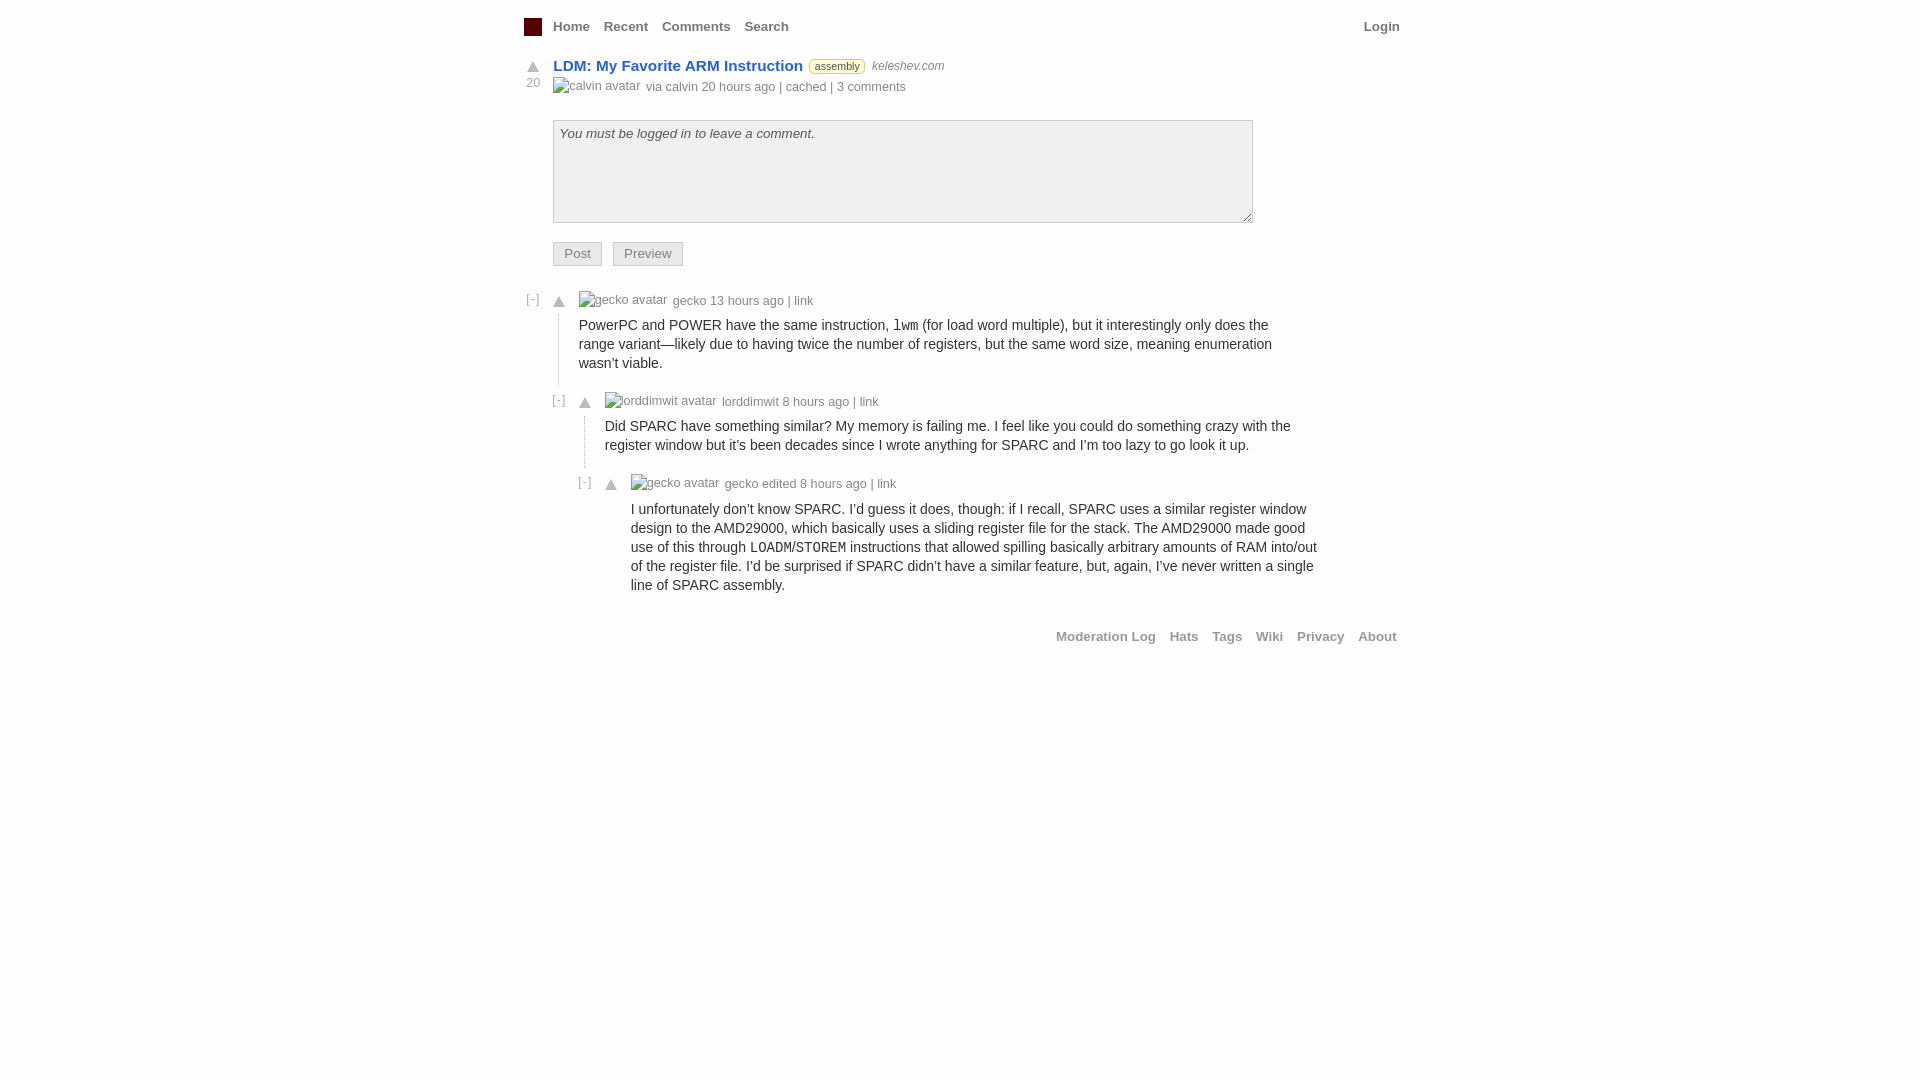 Home Recent Comments Search Login
LDM: My Favorite ARM Instruction assembly keleshev.com
20
calvin avatar via calvin 20 hours ago | cached | 3 comments
You must be logged in to leave a comment.
Post Preview
[-] gecko avatar gecko 13 hours ago | link
PowerPC and POWER have the same instruction, lwm (for load word multiple), but it interestingly only does the
range variant—likely due to having twice the number of registers, but the same word size, meaning enumeration
wasn’t viable.
[-] lorddimwit avatar lorddimwit 8 hours ago | link
Did SPARC have something similar? My memory is failing me. I feel like you could do something crazy with the
register window but it’s been decades since I wrote anything for SPARC and I’m too lazy to go look it up.
[-] gecko avatar gecko edited 8 hours ago | link
I unfortunately don’t know SPARC. I’d guess it does, though: if I recall, SPARC uses a similar register window
design to the AMD29000, which basically uses a sliding register file for the stack. The AMD29000 made good
use of this through LOADM/STOREM instructions that allowed spilling basically arbitrary amounts of RAM into/out
of the register file. I’d be surprised if SPARC didn’t have a similar feature, but, again, I’ve never written a single
line of SPARC assembly.
Moderation Log Hats Tags Wiki Privacy About